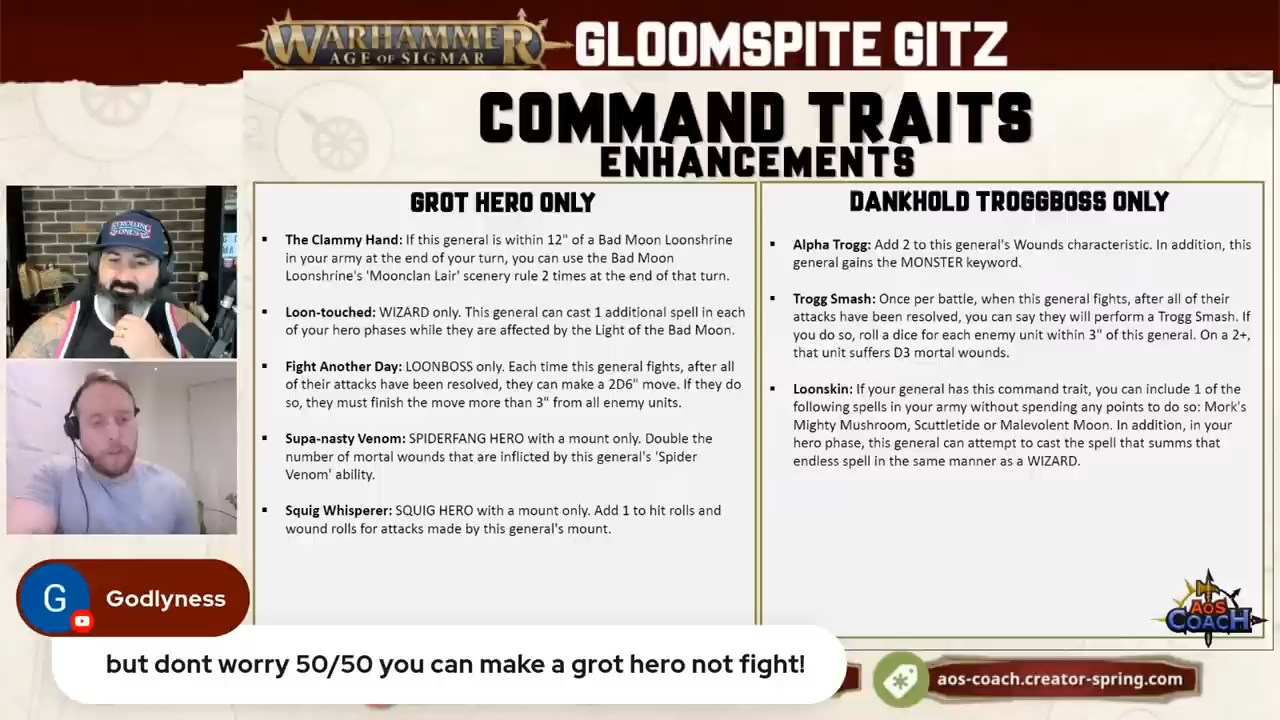 WARHAMMER
AGE OF SIGMAR
GLOOMSPITE GITZ
COMMAND TRAITS
ENHANCEMENTS
GROT HERO ONLY
▪ The Clammy Hand: If this general is within 12" of a Bad Moon Loonshrine
in your army at the end of your turn, you can use the Bad Moon
Loonshrine's 'Moonclan Lair' scenery rule 2 times at the end of that turn.
▪ Loon-touched: WIZARD only. This general can cast 1 additional spell in each
of your hero phases while they are affected by the Light of the Bad Moon.
▪ Fight Another Day: LOONBOSS only. Each time this general fights, after all
of their attacks have been resolved, they can make a 2D6" move. If they do
so, they must finish the move more than 3" from all enemy units.
▪ Supa-nasty Venom: SPIDERFANG HERO with a mount only. Double the
number of mortal wounds that are inflicted by this general's 'Spider
Venom' ability.
▪ Squig Whisperer: SQUIG HERO with a mount only. Add 1 to hit rolls and
wound rolls for attacks made by this general's mount.
DANKHOLD TROGGBOSS ONLY
▪ Alpha Trogg: Add 2 to this general's Wounds characteristic. In addition, this
general gains the MONSTER keyword.
▪ Trogg Smash: Once per battle, when this general fights, after all of their
attacks have been resolved, you can say they will perform a Trogg Smash. If
you do so, roll a dice for each enemy unit within 3" of this general. On a 2+,
that unit suffers D3 mortal wounds.
▪ Loonskin: If your general has this command trait, you can include 1 of the
following spells in your army without spending any points to do so: Mork's
Mighty Mushroom, Scuttletide or Malevolent Moon. In addition, in your
hero phase, this general can attempt to cast the spell that summs that
endless spell in the same manner as a WIZARD.
AoS
COACH
G
Godlyness
but dont worry 50/50 you can make a grot hero not fight!
aos-coach.creator-spring.com